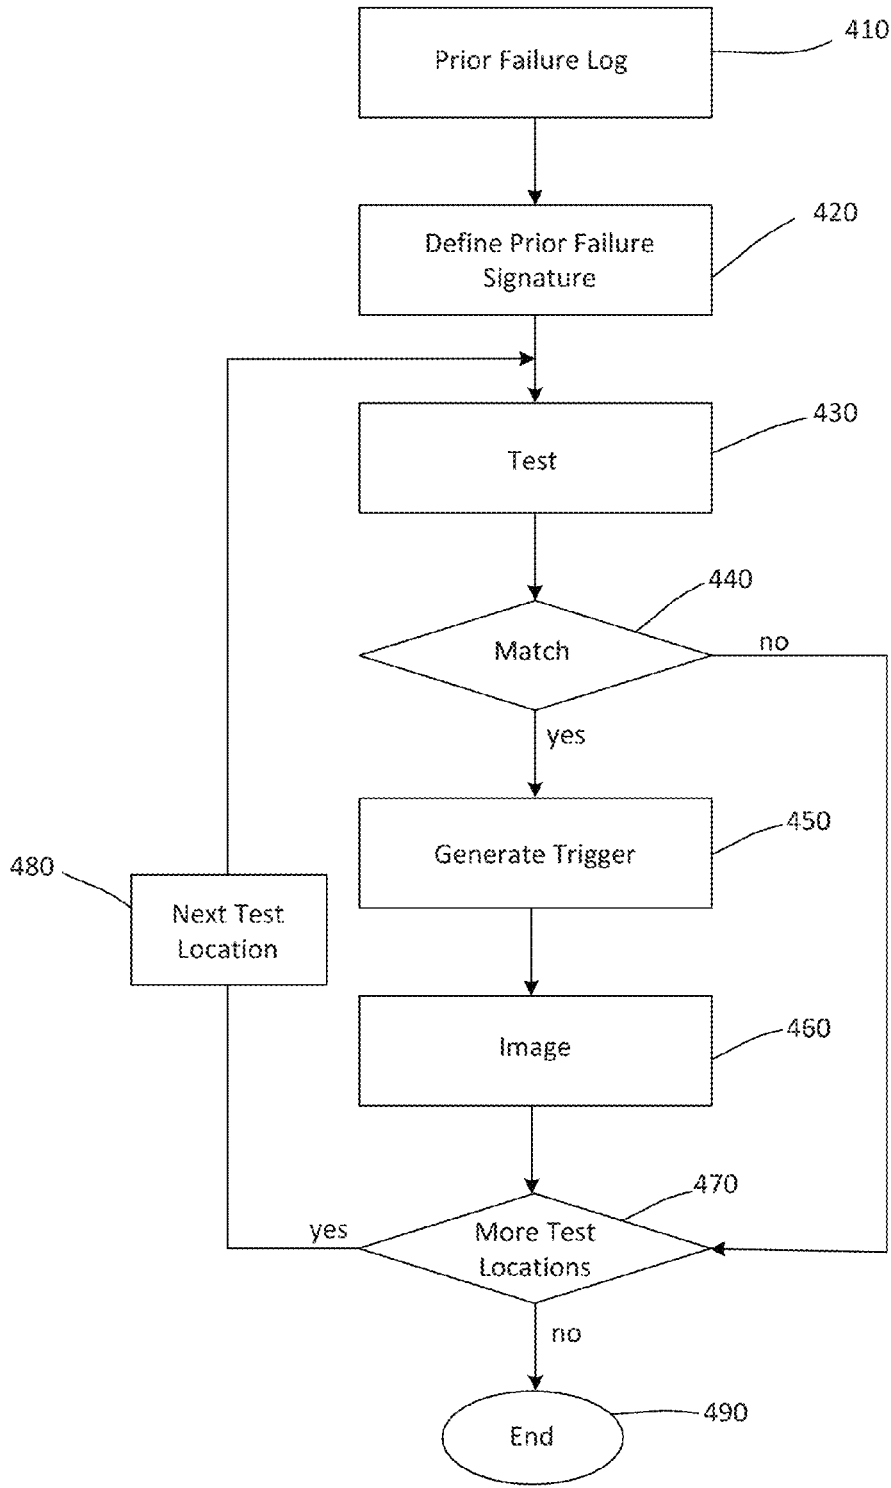 Prior Failure Log
410
Define Prior Failure
Signature
420
Test
430
Match
440
no
yes
Generate Trigger
450
480
Next Test
Location
Image
460
More Test
Locations
470
yes
no
End
490